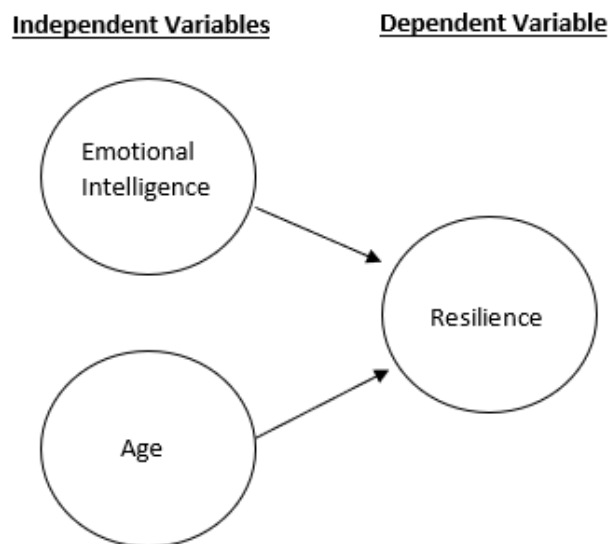 Independent Variables
Dependent Variable
Emotional
Intelligence
Resilience
Age